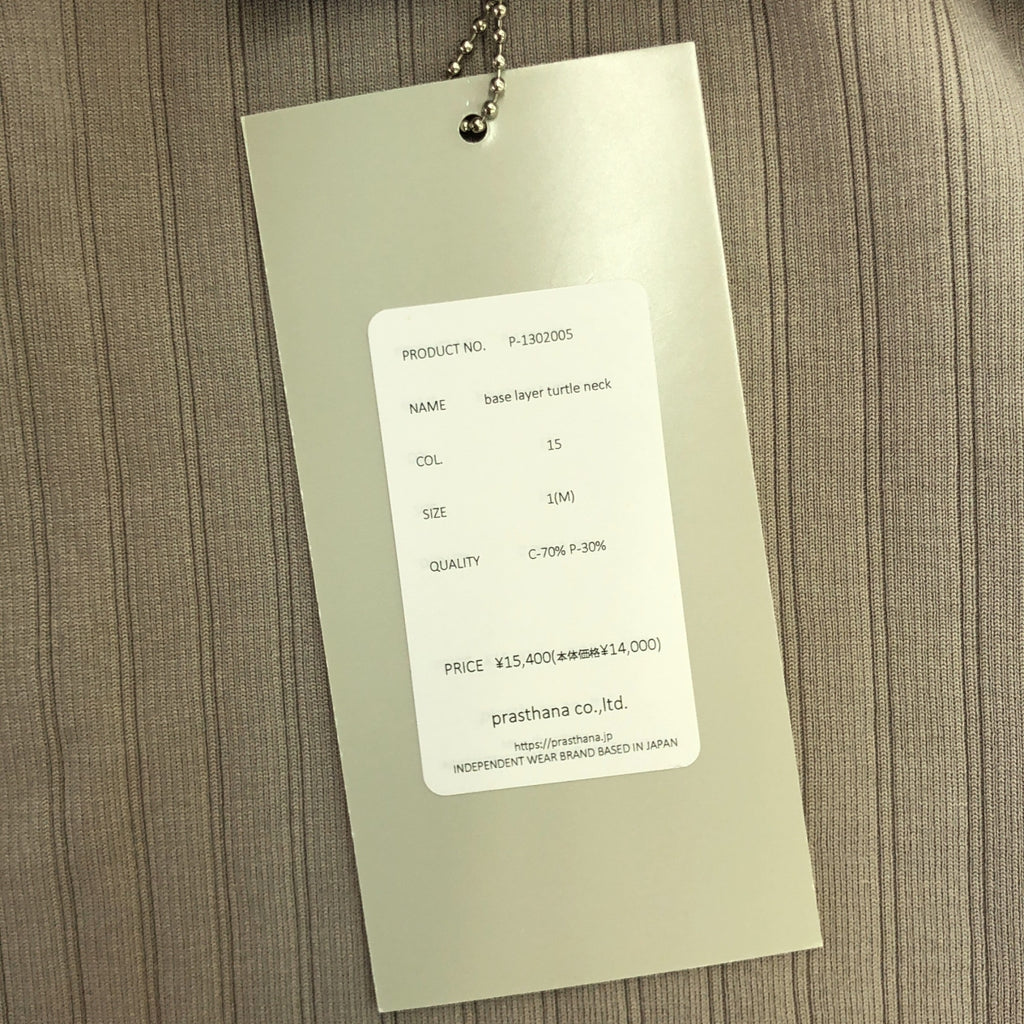 PRODUCT NO. P-1302005
NAME base layer turtle neck
COL. 15
SIZE 1(M)
QUALITY C-70% P-30%
PRICE ¥15,400(本体価格¥14,000)
prasthana co.,ltd.
https://prasthana.jp
INDEPENDENT WEAR BRAND BASED IN JAPAN